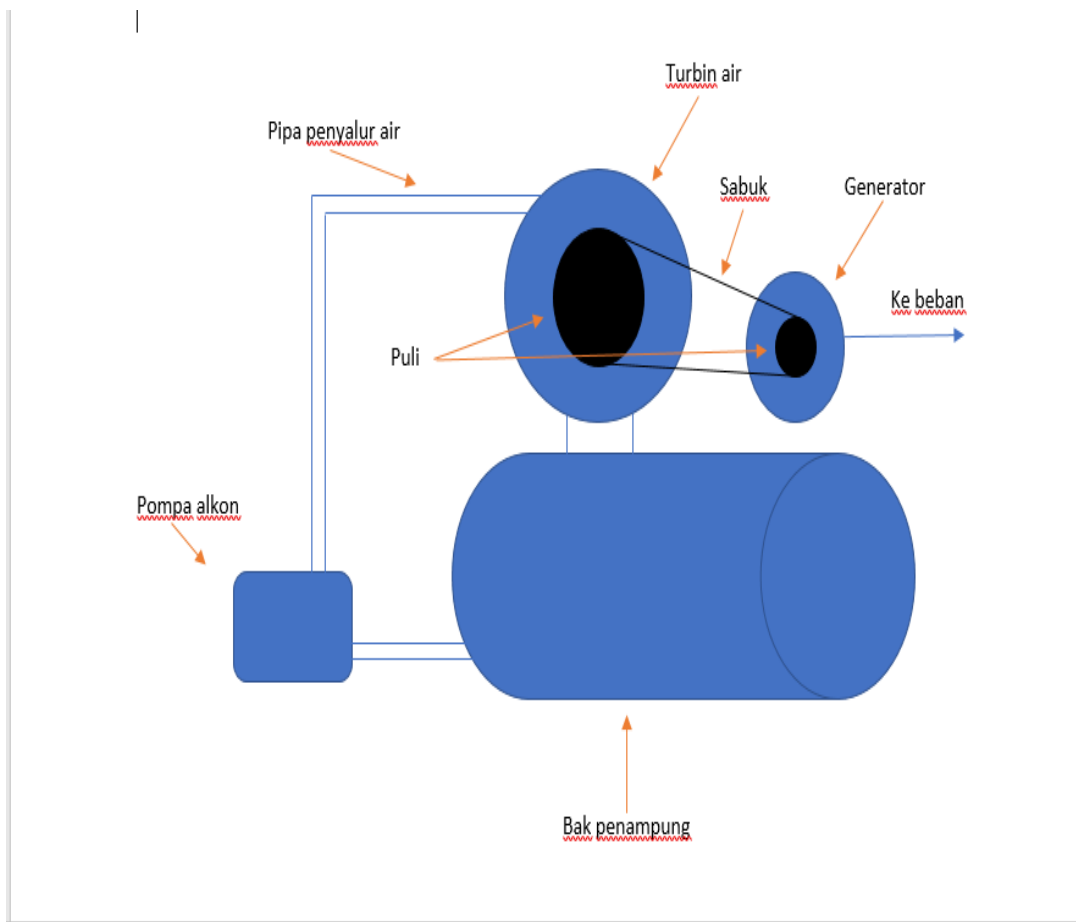 Turbin air
Pipa penyalur air
Sabuk
Generator
Ke beban
Puli
Pompa alkon
Bak penampung